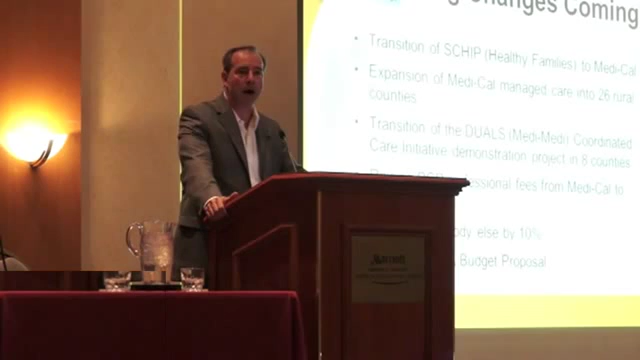 Changes Coming
Transition of SCHIP (Healthy Families) to Medi-Cal
Expansion of Medi-Cal managed care into 26 rural
counties
Transition of the DUALS (Medi-Medi) Coordinated
Care Initiative demonstration project in 8 counties
fees from Medi-Cal to
else by 10%
Budget Proposal
Marriott